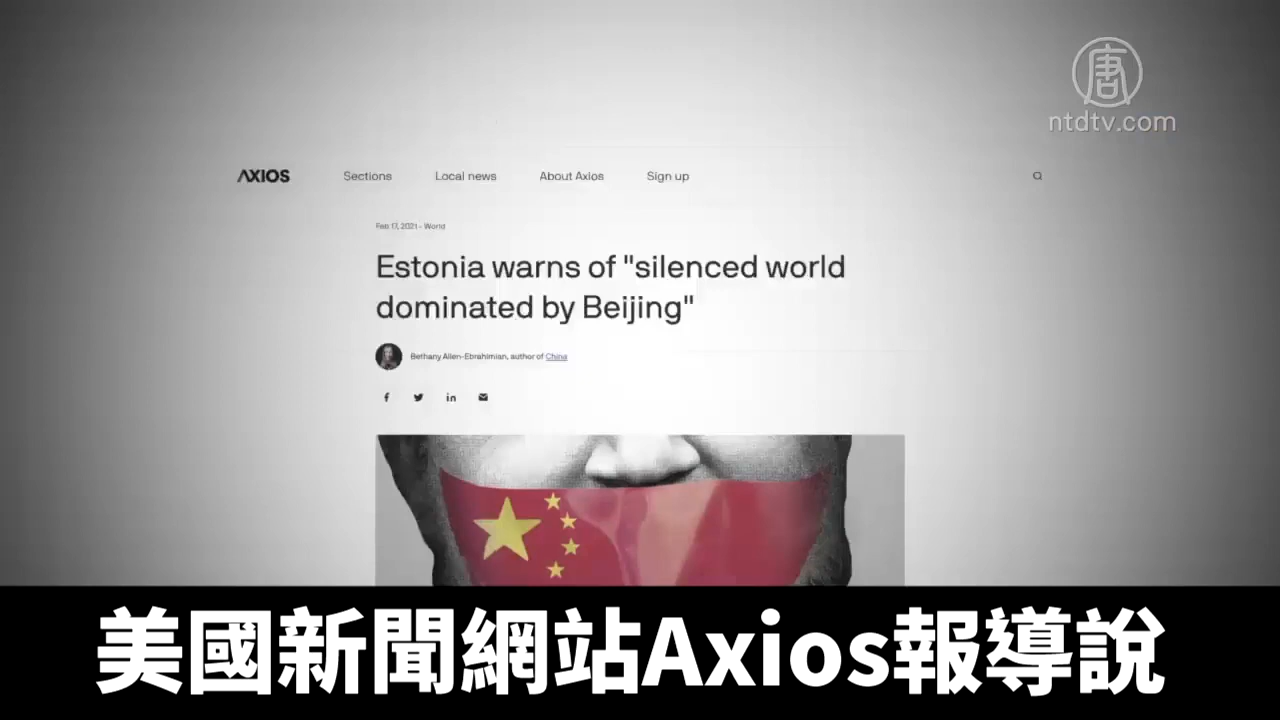 唐
ntdtv.com
AXIOS
Sections
Local news
About Axios
Sign up
Feb 17, 2021 - World
Estonia warns of "silenced world
dominated by Beijing"
Bethany Allen-Ebrahimian, author of China
美國新聞網站Axios報導說